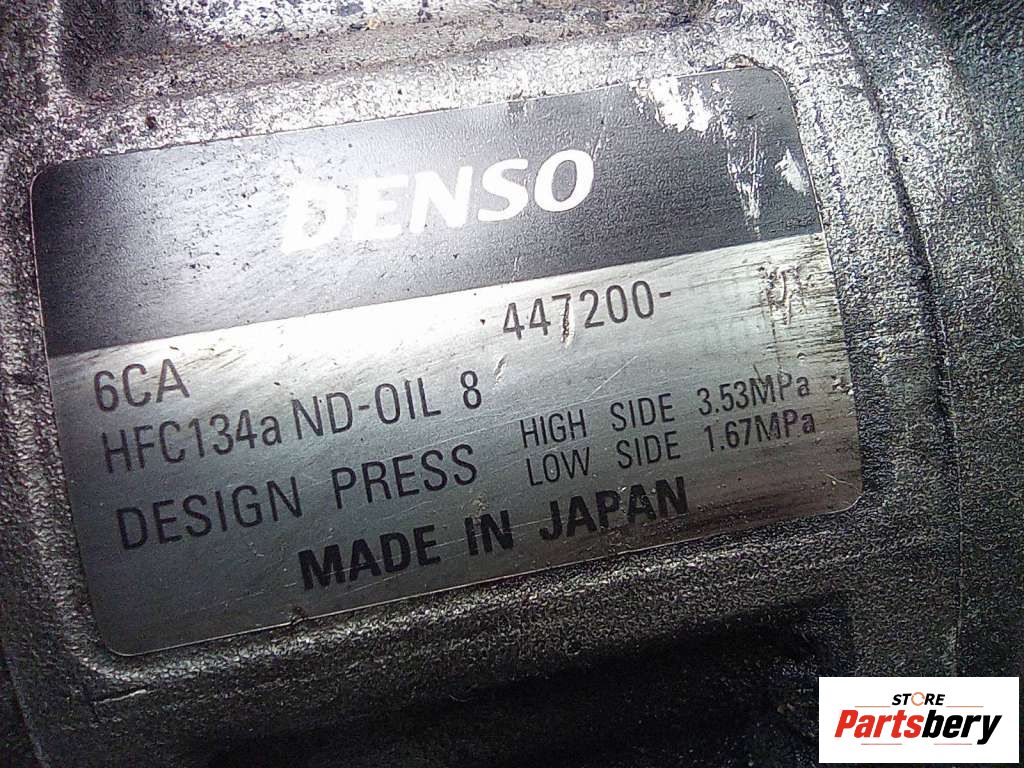 DENSO
447200-
6CA
HFC134a ND-OIL 8
DESIGN PRESS HIGH SIDE 3.53MPa
LOW SIDE 1.67MPa
MADE IN JAPAN
STORE
Partsbery